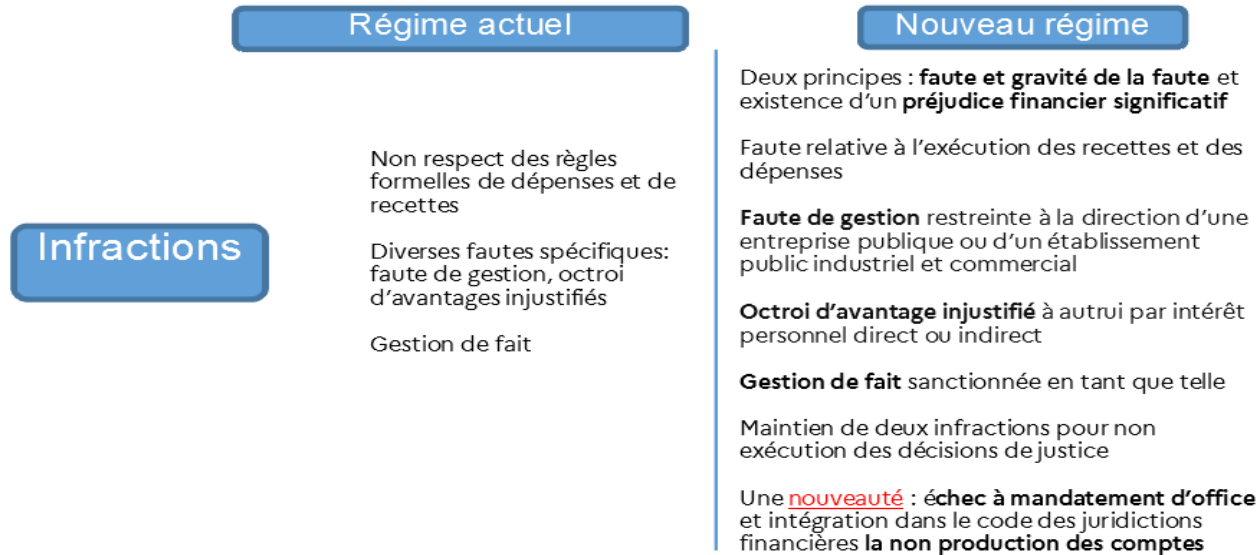 Régime actuel
Nouveau régime
Infractions
Non respect des règles
formelles de dépenses et de
recettes
Diverses fautes spécifiques:
faute de gestion, octroi
d’avantages injustifiés
Gestion de fait
Deux principes : faute et gravité de la faute et
existence d’un préjudice financier significatif
Faute relative à l’exécution des recettes et des
dépenses
Faute de gestion restreinte à la direction d’une
entreprise publique ou d’un établissement
public industriel et commercial
Octroi d’avantage injustifié à autrui par intérêt
personnel direct ou indirect
Gestion de fait sanctionnée en tant que telle
Maintien de deux infractions pour non
exécution des décisions de justice
Une nouveauté : échec à mandatement d’office
et intégration dans le code des juridictions
financières la non production des comptes